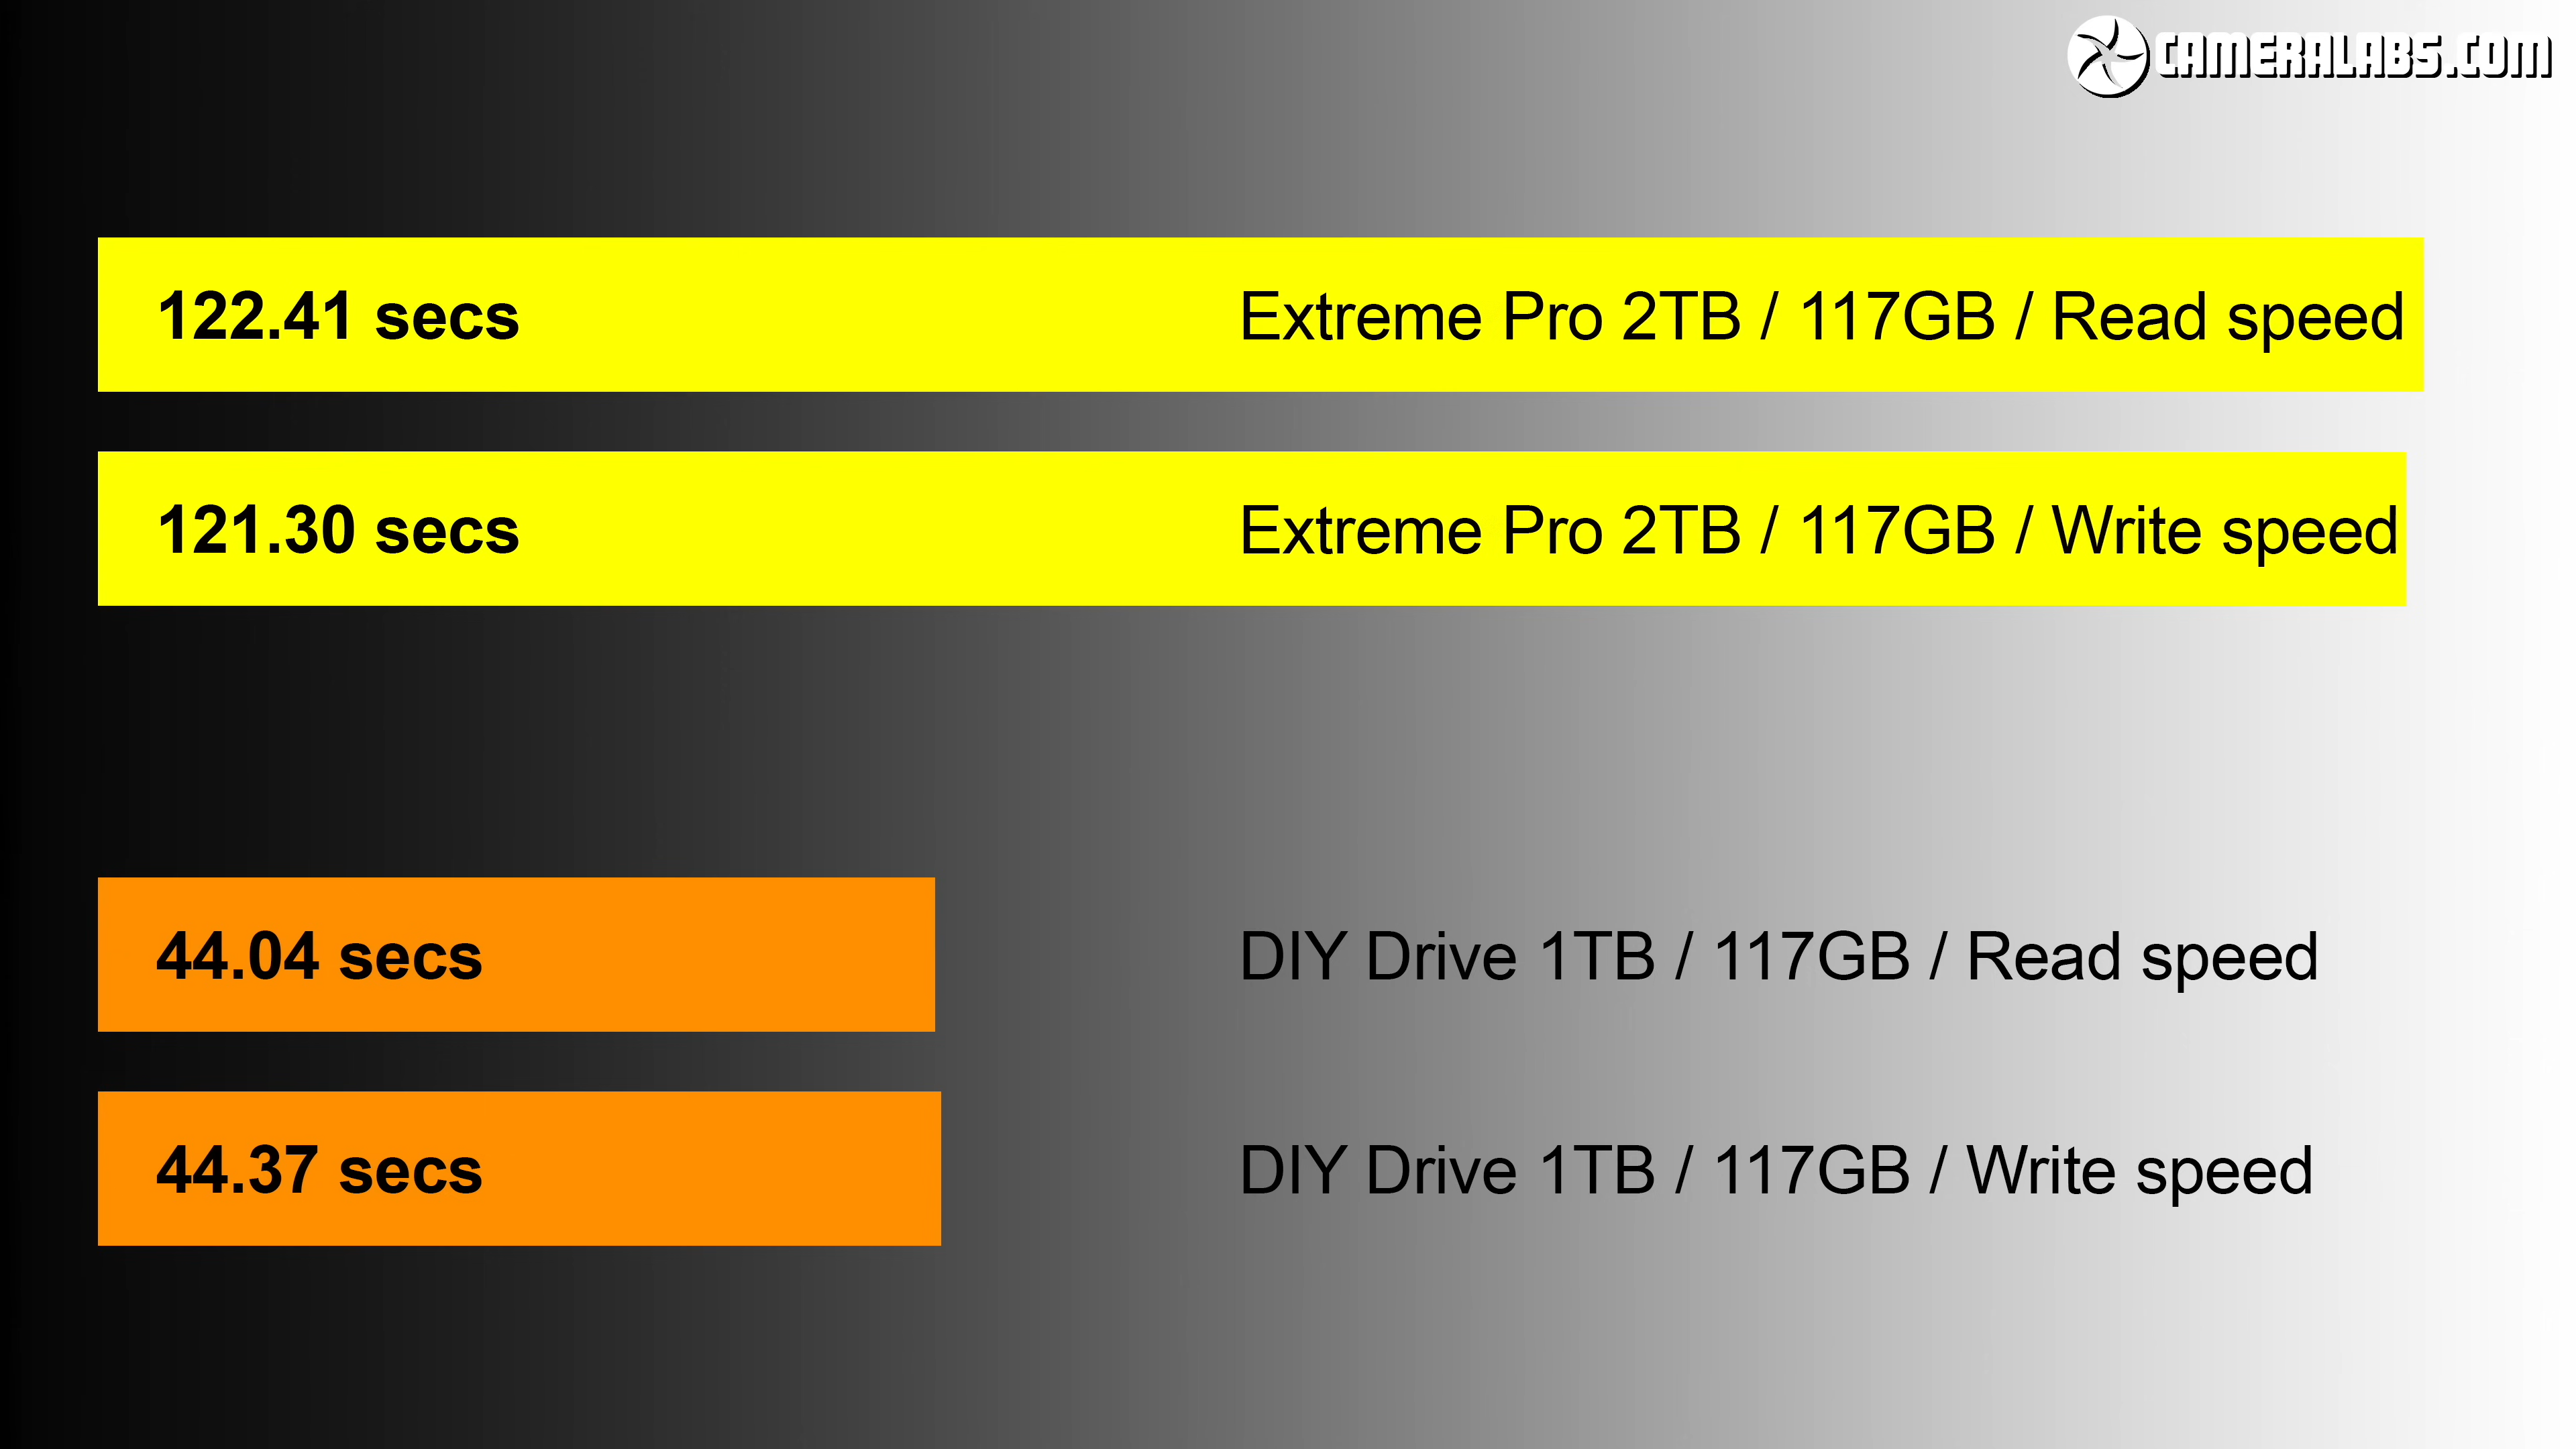 CAMERALABS.COM
122.41 secs Extreme Pro 2TB / 117GB / Read speed
121.30 secs Extreme Pro 2TB / 117GB / Write speed
44.04 secs DIY Drive 1TB / 117GB / Read speed
44.37 secs DIY Drive 1TB / 117GB / Write speed